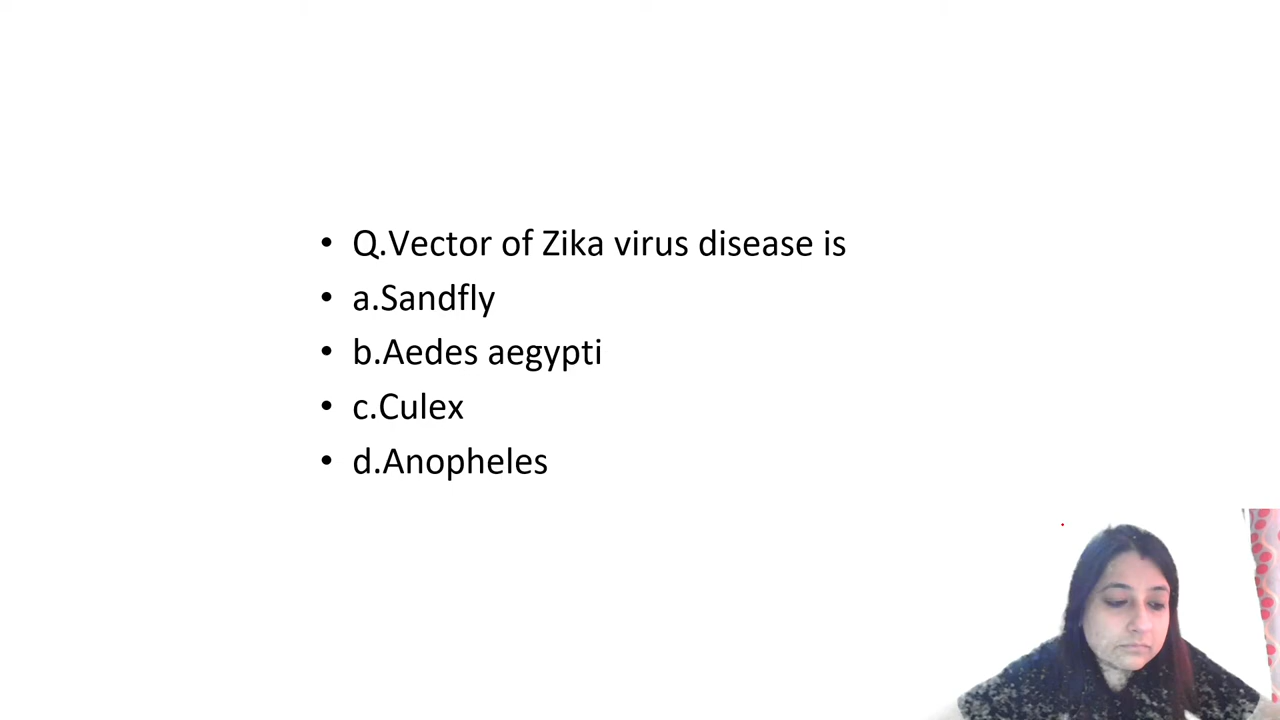 • Q.Vector of Zika virus disease is
• a.Sandfly
• b.Aedes aegypti
• c.Culex
• d.Anopheles